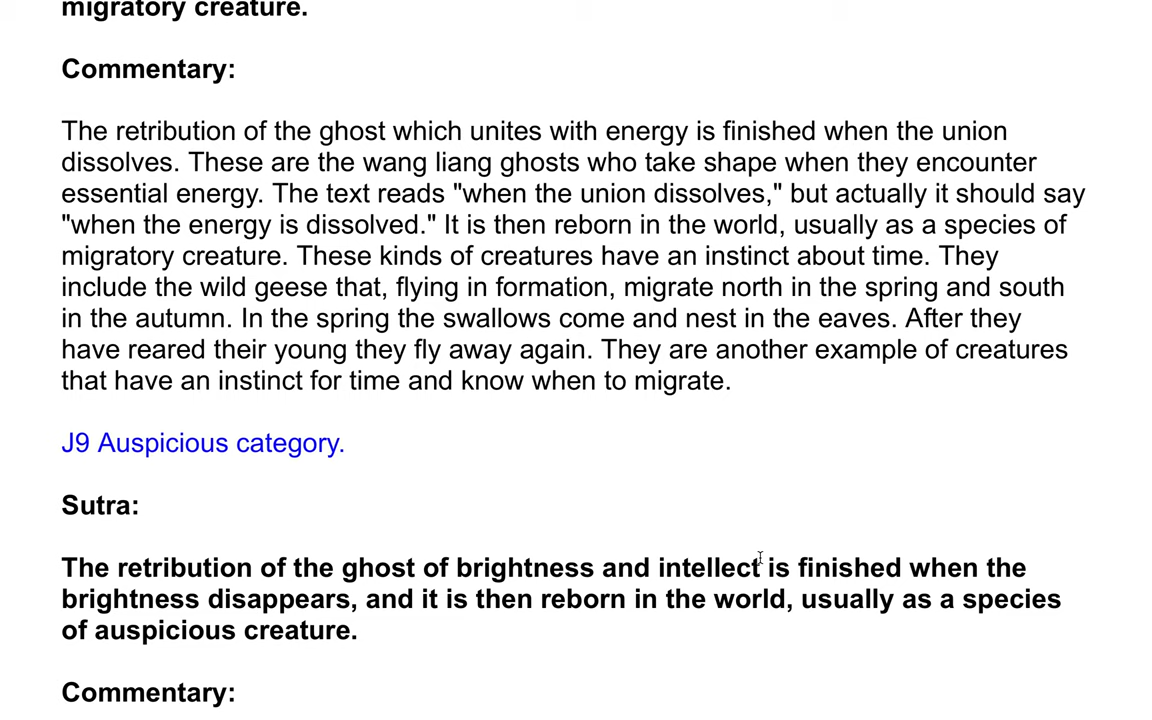 migratory creature.
Commentary:
The retribution of the ghost which unites with energy is finished when the union
dissolves. These are the wang liang ghosts who take shape when they encounter
essential energy. The text reads "when the union dissolves," but actually it should say
"when the energy is dissolved." It is then reborn in the world, usually as a species of
migratory creature. These kinds of creatures have an instinct about time. They
include the wild geese that, flying in formation, migrate north in the spring and south
in the autumn. In the spring the swallows come and nest in the eaves. After they
have reared their young they fly away again. They are another example of creatures
that have an instinct for time and know when to migrate.
J9 Auspicious category.
Sutra:
The retribution of the ghost of brightness and intellect is finished when the
brightness disappears, and it is then reborn in the world, usually as a species
of auspicious creature.
Commentary: